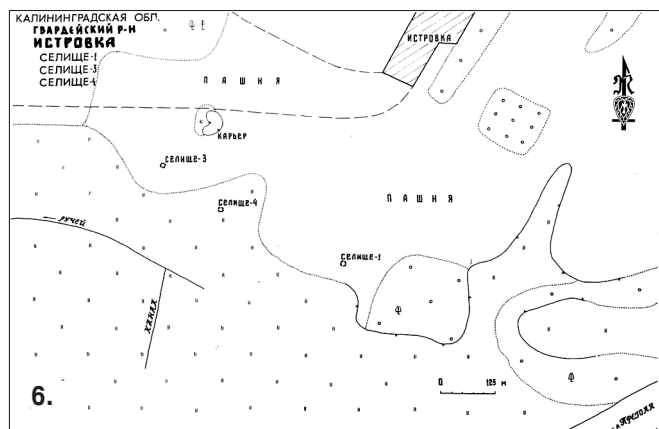 КАЛИНИНГРАДСКАЯ ОБЛ.
ГВАРДЕЙСКИЙ Р-Н
ИСТРОВКА
СЕЛИЩЕ-1
СЕЛИЩЕ-3
СЕЛИЩЕ-4
ИСТРОВКА
ПАШНЯ
КАРЬЕР
СЕЛИЩЕ-3
ПАШНЯ
СЕЛИЩЕ-4
РУЧЕЙ
СЕЛИЩЕ-1
КАНАЛ
0 125 М
6.
ПРЕГОЛЯ